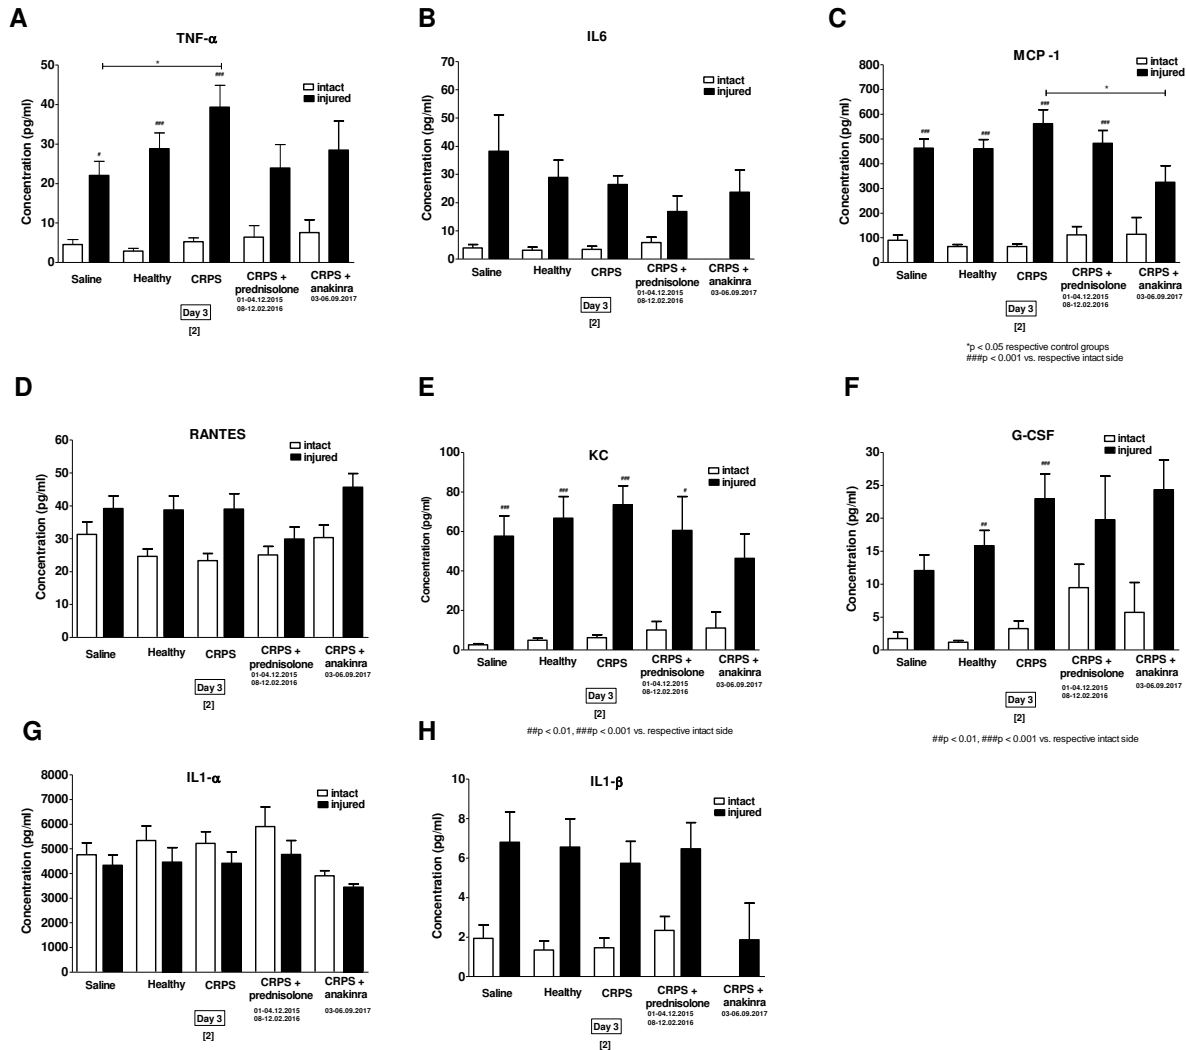 A
TNF-α
50
40
30
20
10
0
Concentration (pg/ml)
*
#
###
###
intact
injured
Saline
Healthy
CRPS
CRPS +
prednisolone
01-04.12.2015
08-12.02.2016
CRPS +
anakinra
03-06.09.2017
Day 3
[2]
B
IL6
70
60
50
40
30
20
10
0
Concentration (pg/ml)
intact
injured
Saline
Healthy
CRPS
CRPS +
prednisolone
01-04.12.2015
08-12.02.2016
CRPS +
anakinra
03-06.09.2017
Day 3
[2]
C
MCP -1
800
700
600
500
400
300
200
100
0
Concentration (pg/ml)
*
###
###
###
###
intact
injured
Saline
Healthy
CRPS
CRPS +
prednisolone
01-04.12.2015
08-12.02.2016
CRPS +
anakinra
03-06.09.2017
Day 3
[2]
*p < 0.05 respective control groups
###p < 0.001 vs. respective intact side
D
RANTES
60
50
40
30
20
10
0
Concentration (pg/ml)
intact
injured
Saline
Healthy
CRPS
CRPS +
prednisolone
01-04.12.2015
08-12.02.2016
CRPS +
anakinra
03-06.09.2017
Day 3
[2]
E
KC
100
80
60
40
20
0
Concentration (pg/ml)
###
###
###
#
intact
injured
Saline
Healthy
CRPS
CRPS +
prednisolone
01-04.12.2015
08-12.02.2016
CRPS +
anakinra
03-06.09.2017
Day 3
[2]
##p < 0.01, ###p < 0.001 vs. respective intact side
F
G-CSF
30
25
20
15
10
5
0
Concentration (pg/ml)
##
###
intact
injured
Saline
Healthy
CRPS
CRPS +
prednisolone
01-04.12.2015
08-12.02.2016
CRPS +
anakinra
03-06.09.2017
Day 3
[2]
##p < 0.01, ###p < 0.001 vs. respective intact side
G
IL1-α
8000
7000
6000
5000
4000
3000
2000
1000
0
Concentration (pg/ml)
intact
injured
Saline
Healthy
CRPS
CRPS +
prednisolone
01-04.12.2015
08-12.02.2016
CRPS +
anakinra
03-06.09.2017
Day 3
[2]
H
IL1-β
10
8
6
4
2
0
Concentration (pg/ml)
intact
injured
Saline
Healthy
CRPS
CRPS +
prednisolone
01-04.12.2015
08-12.02.2016
CRPS +
anakinra
03-06.09.2017
Day 3
[2]